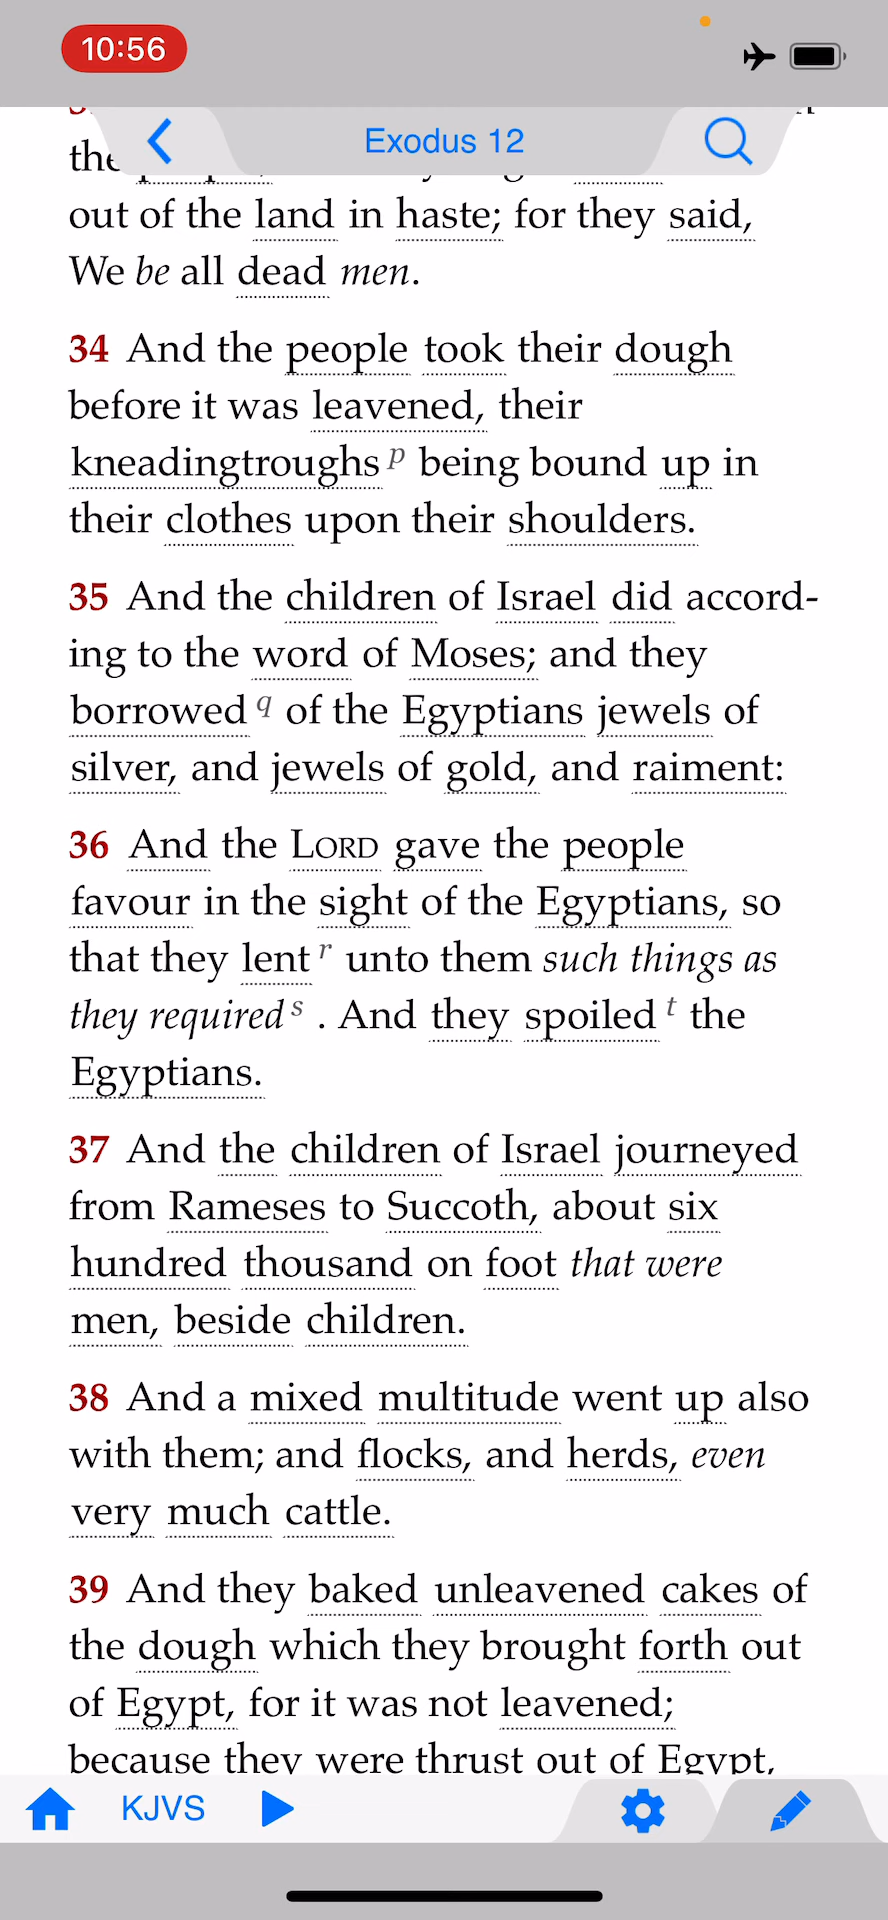 10:56
Exodus 12
the
out of the land in haste; for they said,
We be all dead men.
34 And the people took their dough
before it was leavened, their
kneadingtroughs p being bound up in
their clothes upon their shoulders.
35 And the children of Israel did accord-
ing to the word of Moses; and they
borrowed q of the Egyptians jewels of
silver, and jewels of gold, and raiment:
36 And the LORD gave the people
favour in the sight of the Egyptians, so
that they lent r unto them such things as
they required s . And they spoiled t the
Egyptians.
37 And the children of Israel journeyed
from Rameses to Succoth, about six
hundred thousand on foot that were
men, beside children.
38 And a mixed multitude went up also
with them; and flocks, and herds, even
very much cattle.
39 And they baked unleavened cakes of
the dough which they brought forth out
of Egypt, for it was not leavened;
because they were thrust out of Egypt,
KJVS